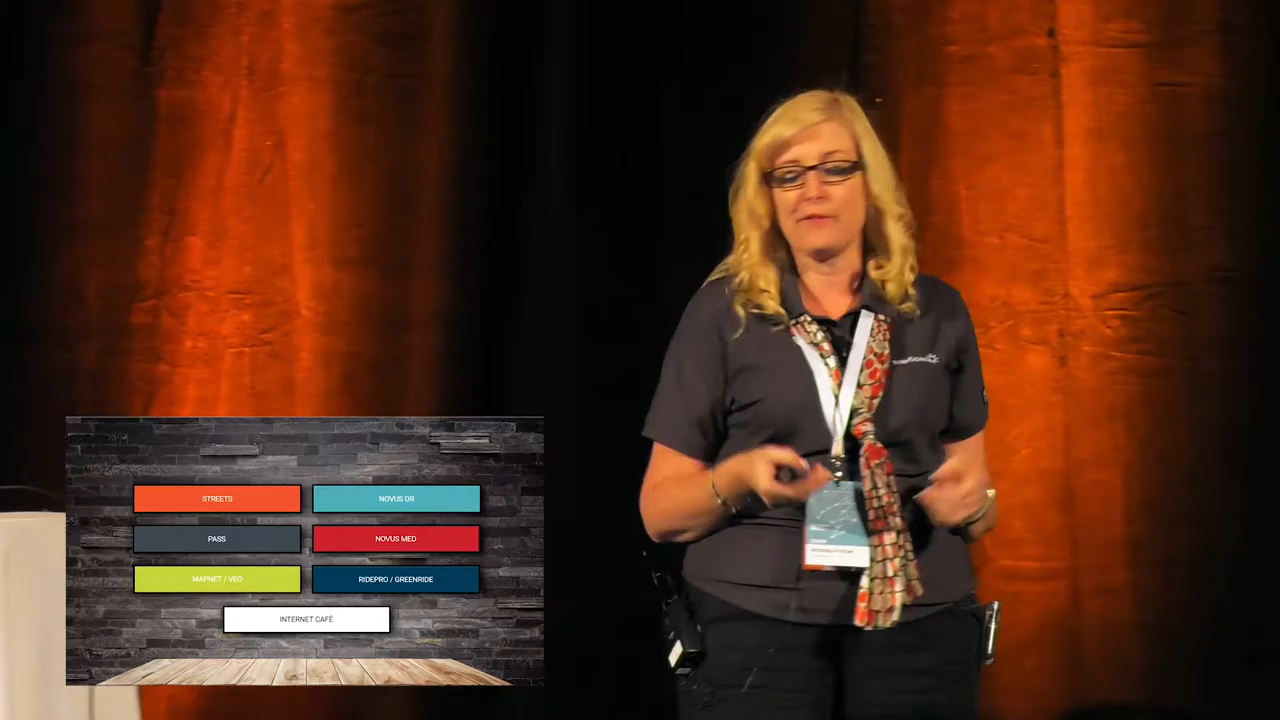 STREETS
NOVUS DR
PASS
NOVUS MED
MAPNET / VEO
RIDEPRO / GREENRIDE
INTERNET CAFÉ